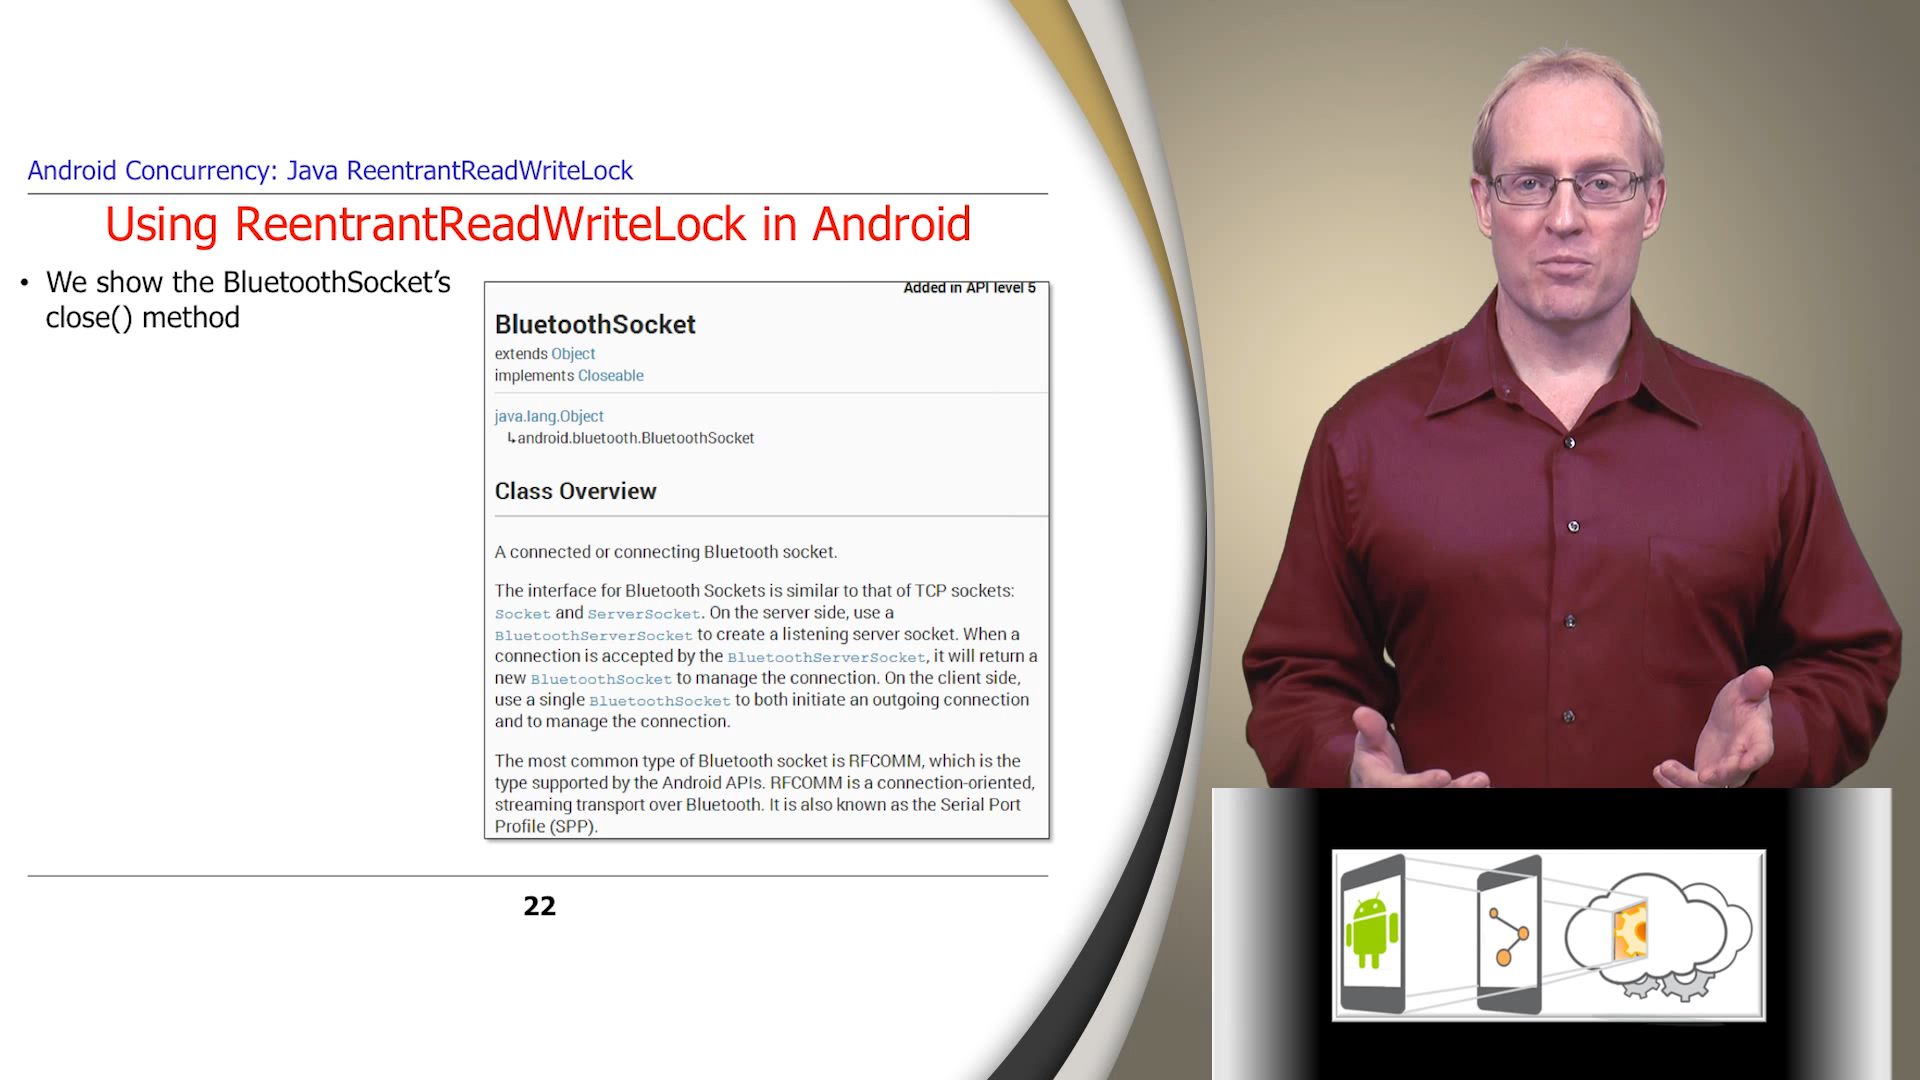 Android Concurrency: Java ReentrantReadWriteLock
Using ReentrantReadWriteLock in Android
• We show the BluetoothSocket’s
close() method
Added in API level 5
BluetoothSocket
extends Object
implements Closeable
java.lang.Object
↳android.bluetooth.BluetoothSocket
Class Overview
A connected or connecting Bluetooth socket.
The interface for Bluetooth Sockets is similar to that of TCP sockets:
Socket and ServerSocket. On the server side, use a
BluetoothServerSocket to create a listening server socket. When a
connection is accepted by the BluetoothServerSocket, it will return a
new BluetoothSocket to manage the connection. On the client side,
use a single BluetoothSocket to both initiate an outgoing connection
and to manage the connection.
The most common type of Bluetooth socket is RFCOMM, which is the
type supported by the Android APIs. RFCOMM is a connection-oriented,
streaming transport over Bluetooth. It is also known as the Serial Port
Profile (SPP).
22